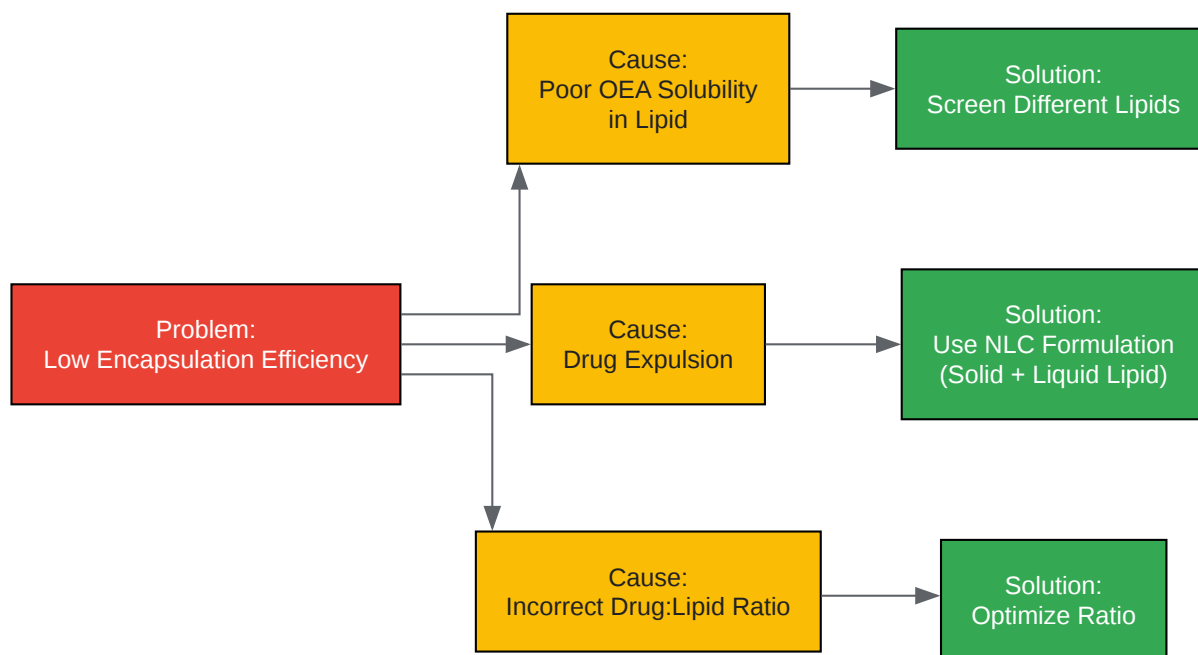 Cause:
Poor OEA Solubility
in Lipid
Solution:
Screen Different Lipids
Problem:
Low Encapsulation Efficiency
Cause:
Drug Expulsion
Solution:
Use NLC Formulation
(Solid + Liquid Lipid)
Cause:
Incorrect Drug:Lipid Ratio
Solution:
Optimize Ratio